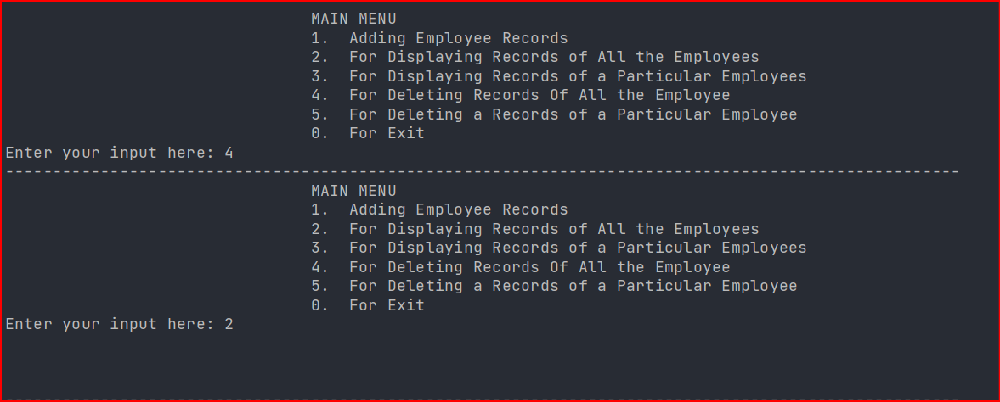 MAIN MENU
1.  Adding Employee Records
2.  For Displaying Records of All the Employees
3.  For Displaying Records of a Particular Employees
4.  For Deleting Records Of All the Employee
5.  For Deleting a Records of a Particular Employee
0.  For Exit
Enter your input here: 4
----------------------------------------------------------------------------------------------------
MAIN MENU
1.  Adding Employee Records
2.  For Displaying Records of All the Employees
3.  For Displaying Records of a Particular Employees
4.  For Deleting Records Of All the Employee
5.  For Deleting a Records of a Particular Employee
0.  For Exit
Enter your input here: 2